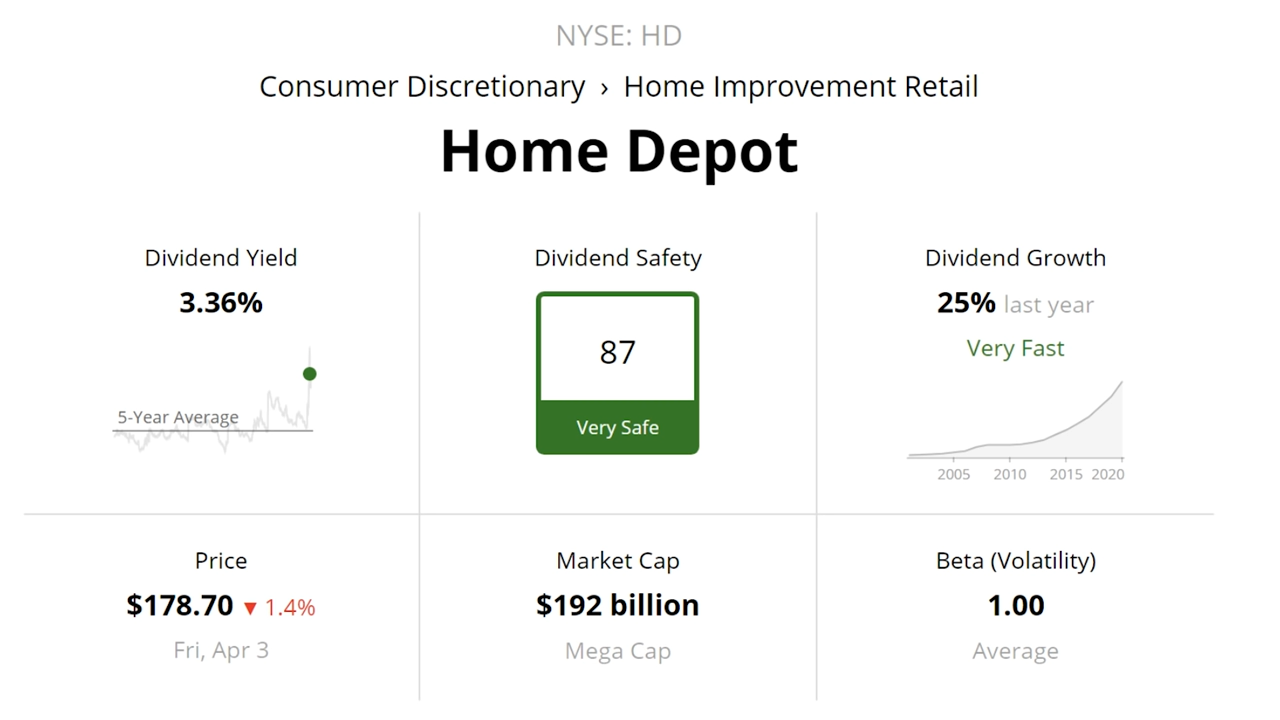 NYSE: HD
Consumer Discretionary › Home Improvement Retail
Home Depot
Dividend Yield
3.36%
5-Year Average
Dividend Safety
87
Very Safe
Dividend Growth
25% last year
Very Fast
2005 2010 2015 2020
Price
$178.70 ▼ 1.4%
Fri, Apr 3
Market Cap
$192 billion
Mega Cap
Beta (Volatility)
1.00
Average